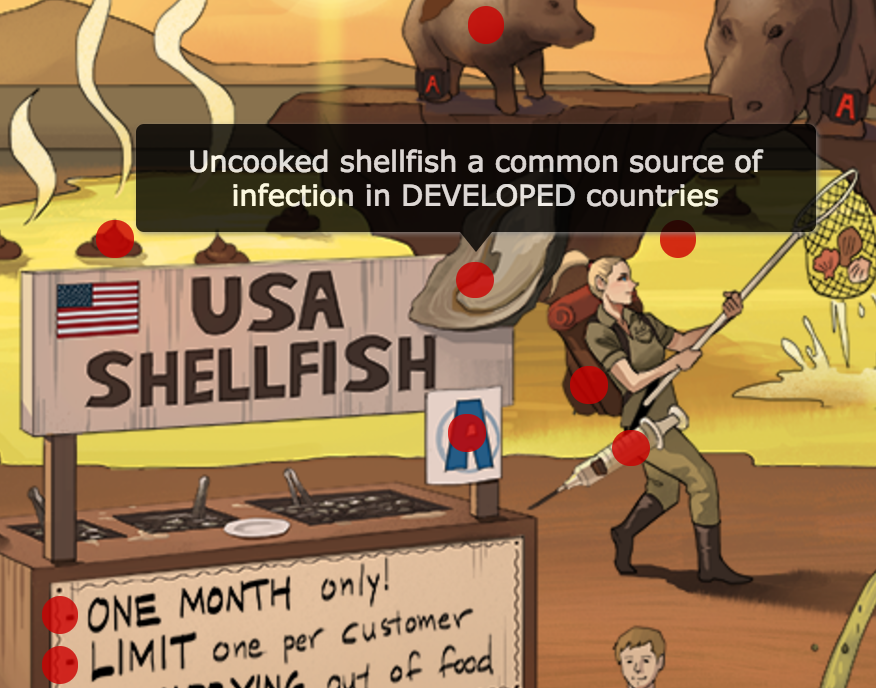 A
A
Uncooked shellfish a common source of
infection in DEVELOPED countries
USA
SHELLFISH
A
ONE MONTH only!
LIMIT one per customer
out of food